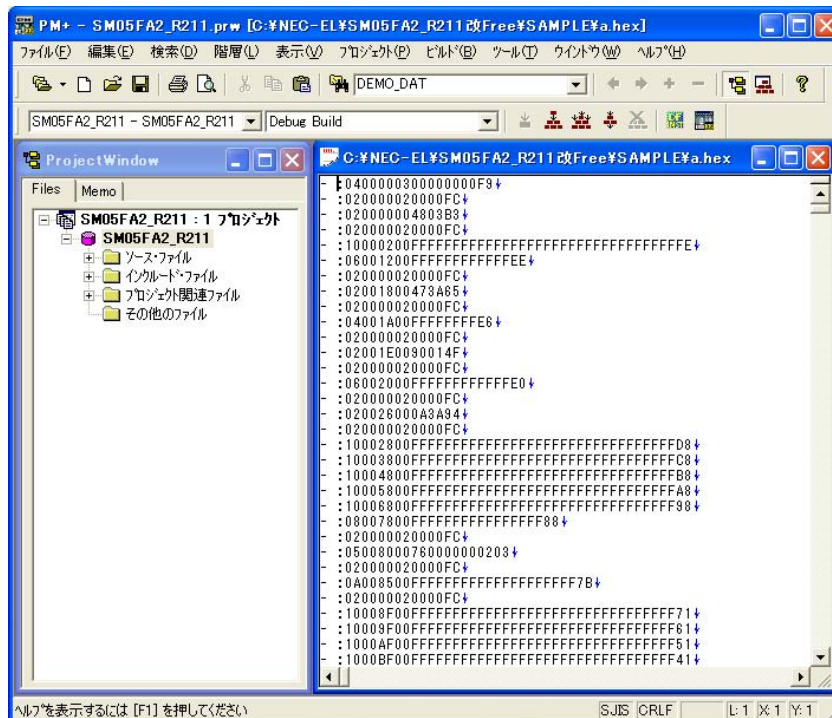 PM+ - SM05FA2_R211.prw [C:¥NEC-EL¥SM05FA2_R211改Free¥SAMPLE¥a.hex]
ファイル(F) 編集(E) 検索(D) 階層(L) 表示(V) プロジェクト(P) ビルド(B) ツール(T) ウインドウ(W) ヘルプ(H)
DEMO_DAT
SM05FA2_R211 - SM05FA2_R211 Debug Build
ProjectWindow
Files Memo
SM05FA2_R211 : 1 プロジェクト
SM05FA2_R211
ソース・ファイル
インクルード・ファイル
プロジェクト関連ファイル
その他のファイル
C:¥NEC-EL¥SM05FA2_R211改Free¥SAMPLE¥a.hex
- :0400000300000000F9
- :020000020000FC
- :020000004803B3
- :020000020000FC
- :10000200FFFFFFFFFFFFFFFFFFFFFFFFFFFFFFFFFE
- :06001200FFFFFFFFFFFFEE
- :020000020000FC
- :02001800473A65
- :020000020000FC
- :04001A00FFFFFFFFE6
- :020000020000FC
- :02001E0090014F
- :020000020000FC
- :06002000FFFFFFFFFFFFE0
- :020000020000FC
- :020026000A3A94
- :020000020000FC
- :10002800FFFFFFFFFFFFFFFFFFFFFFFFFFFFFFFFD8
- :10003800FFFFFFFFFFFFFFFFFFFFFFFFFFFFFFFFC8
- :10004800FFFFFFFFFFFFFFFFFFFFFFFFFFFFFFFFB8
- :10005800FFFFFFFFFFFFFFFFFFFFFFFFFFFFFFFFA8
- :10006800FFFFFFFFFFFFFFFFFFFFFFFFFFFFFFFF98
- :08007800FFFFFFFFFFFFFFFF88
- :020000020000FC
- :05008000760000000203
- :020000020000FC
- :0A008500FFFFFFFFFFFFFFFFFFFF7B
- :020000020000FC
- :10008F00FFFFFFFFFFFFFFFFFFFFFFFFFFFFFFFF71
- :10009F00FFFFFFFFFFFFFFFFFFFFFFFFFFFFFFFF61
- :1000AF00FFFFFFFFFFFFFFFFFFFFFFFFFFFFFFFF51
- :1000BF00FFFFFFFFFFFFFFFFFFFFFFFFFFFFFFFF41
ヘルプを表示するには [F1] を押してください SJIS CRLF L: 1 X: 1 Y: 1